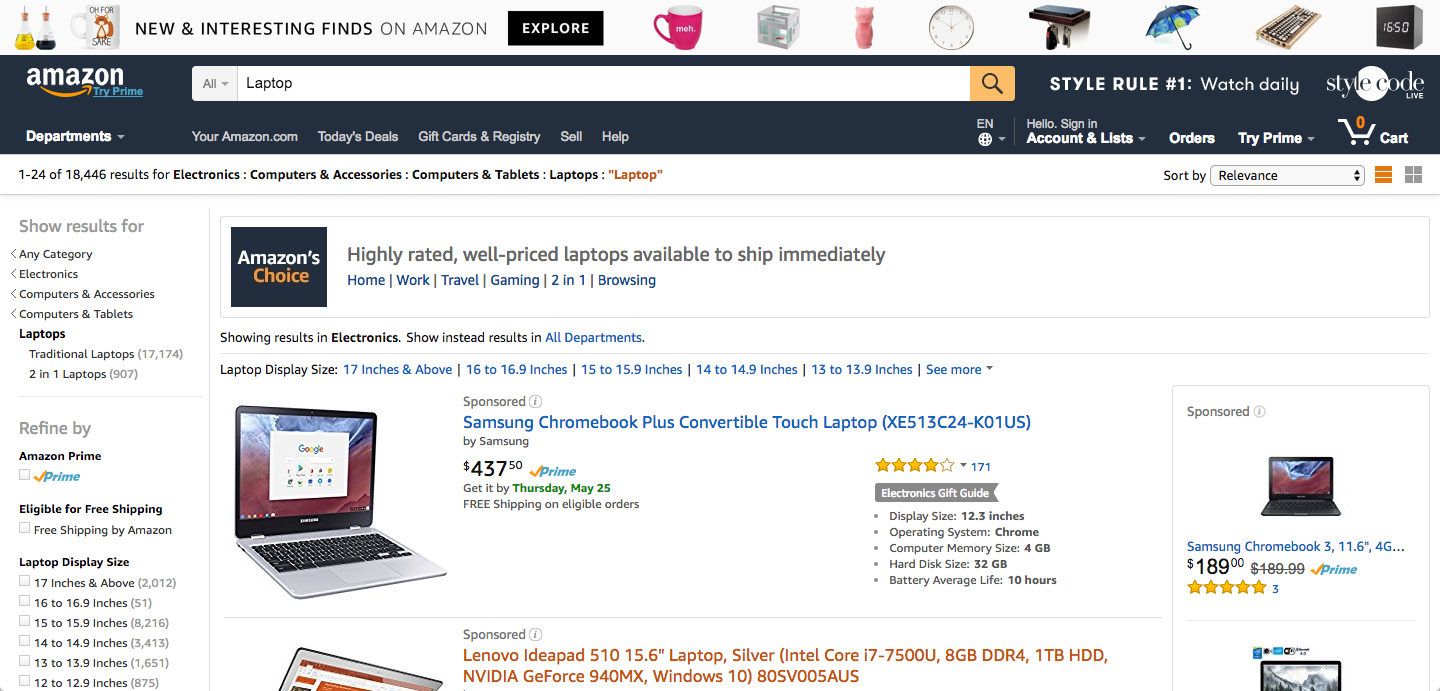 OH FOR
SAKE
NEW & INTERESTING FINDS ON AMAZON
EXPLORE
meh.
16:50
amazon
Try Prime
All
Laptop
STYLE RULE #1: Watch daily
style code
LIVE
Departments
Your Amazon.com
Today's Deals
Gift Cards & Registry
Sell
Help
EN
Hello. Sign in
Account & Lists
Orders
Try Prime
0
Cart
1-24 of 18,446 results for Electronics : Computers & Accessories : Computers & Tablets : Laptops : "Laptop"
Sort by
Relevance
Show results for
Any Category
Electronics
Computers & Accessories
Computers & Tablets
Laptops
Traditional Laptops (17,174)
2 in 1 Laptops (907)
Refine by
Amazon Prime
Prime
Eligible for Free Shipping
Free Shipping by Amazon
Laptop Display Size
17 Inches & Above (2,012)
16 to 16.9 Inches (51)
15 to 15.9 Inches (8,216)
14 to 14.9 Inches (3,413)
13 to 13.9 Inches (1,651)
12 to 12.9 Inches (875)
Amazon's
Choice
Highly rated, well-priced laptops available to ship immediately
Home | Work | Travel | Gaming | 2 in 1 | Browsing
Showing results in Electronics. Show instead results in All Departments.
Laptop Display Size: 17 Inches & Above | 16 to 16.9 Inches | 15 to 15.9 Inches | 14 to 14.9 Inches | 13 to 13.9 Inches | See more
Google
SAMSUNG
Sponsored
Samsung Chromebook Plus Convertible Touch Laptop (XE513C24-K01US)
by Samsung
$437 50 Prime
Get it by Thursday, May 25
FREE Shipping on eligible orders
171
Electronics Gift Guide
Display Size: 12.3 inches
Operating System: Chrome
Computer Memory Size: 4 GB
Hard Disk Size: 32 GB
Battery Average Life: 10 hours
Sponsored
Lenovo Ideapad 510 15.6" Laptop, Silver (Intel Core i7-7500U, 8GB DDR4, 1TB HDD,
NVIDIA GeForce 940MX, Windows 10) 80SV005AUS
Sponsored
Samsung Chromebook 3, 11.6", 4G...
$189 00 $189.99 Prime
3